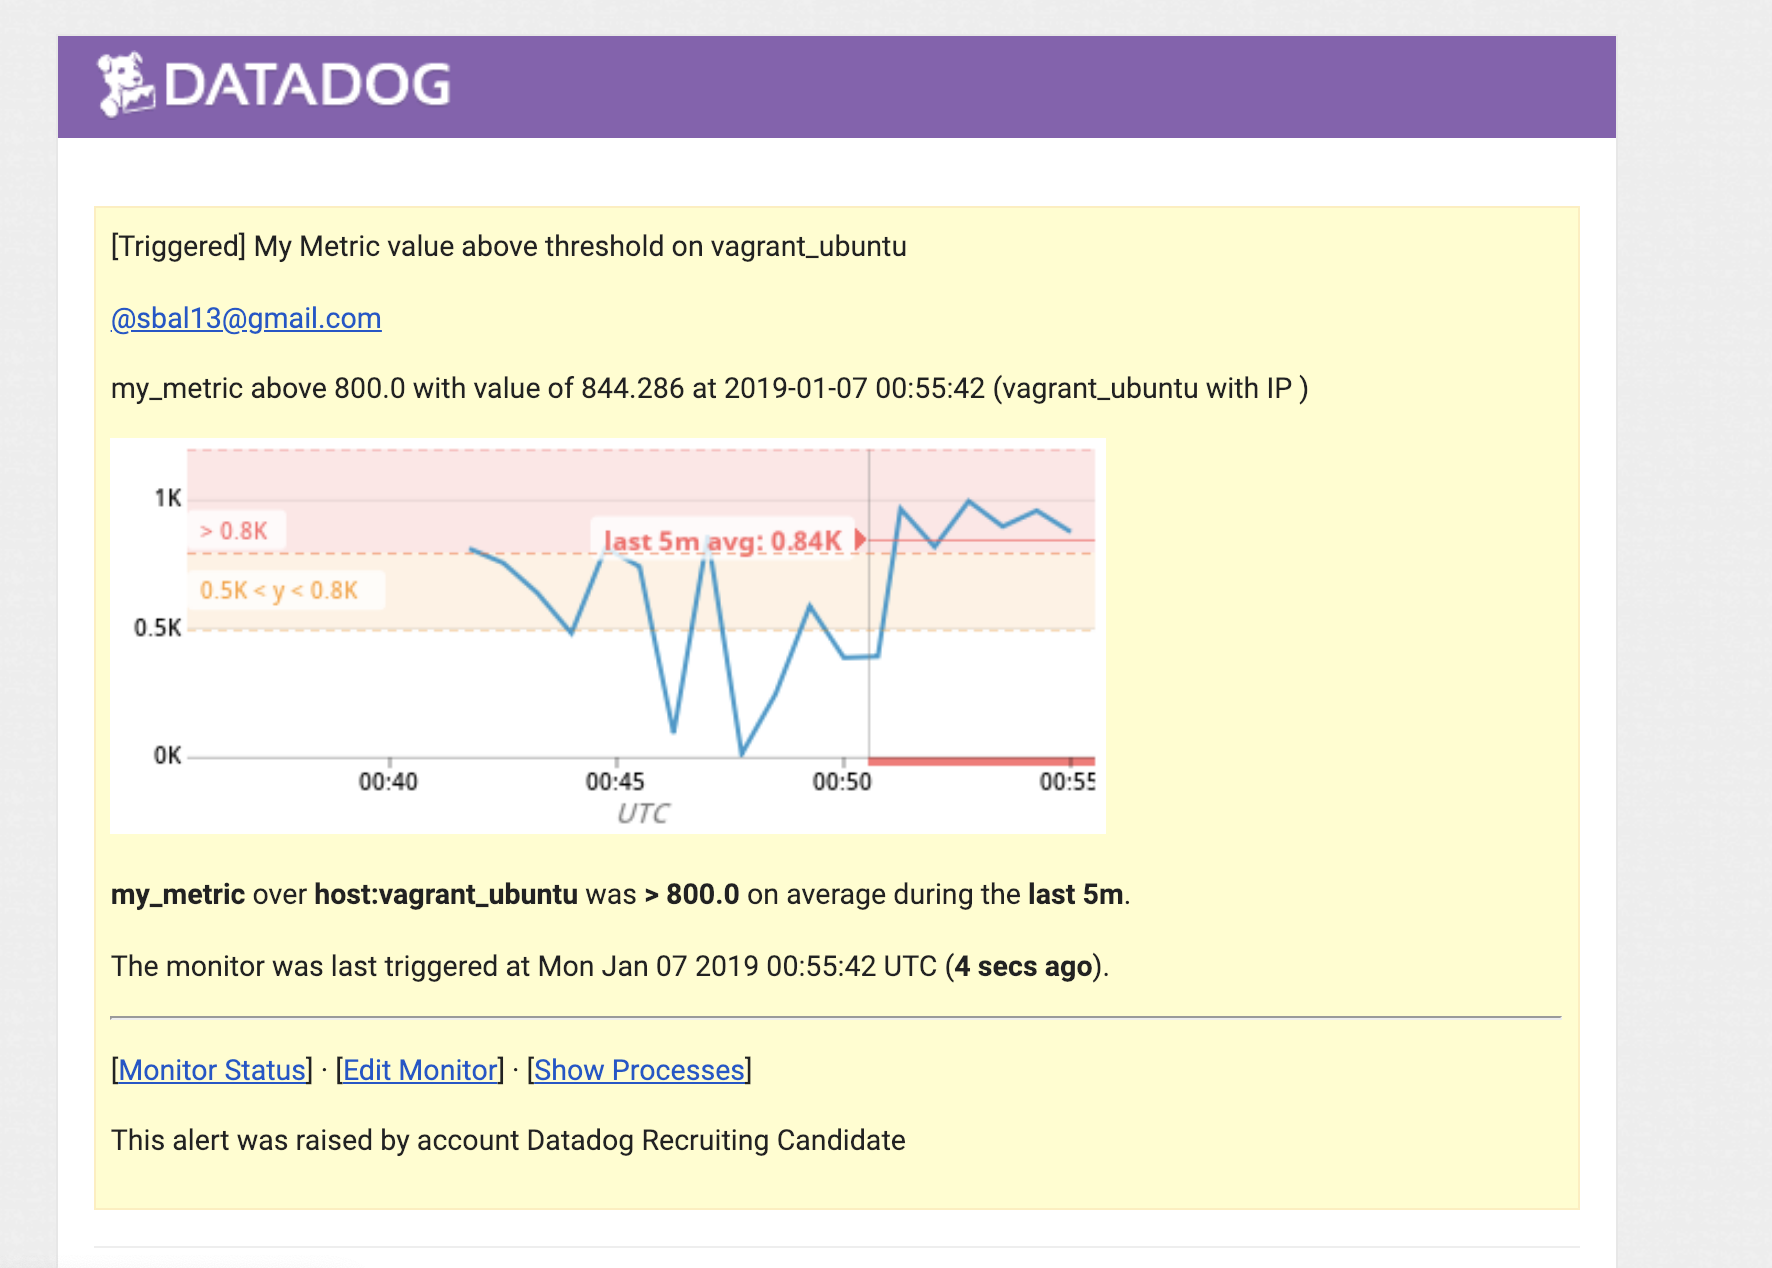 DATADOG
[Triggered] My Metric value above threshold on vagrant_ubuntu
@sbal13@gmail.com
my_metric above 800.0 with value of 844.286 at 2019-01-07 00:55:42 (vagrant_ubuntu with IP )
1K
> 0.8K
last 5m avg: 0.84K
0.5K < y < 0.8K
0.5K
0K
00:40 00:45 00:50 00:55
UTC
my_metric over host:vagrant_ubuntu was > 800.0 on average during the last 5m.
The monitor was last triggered at Mon Jan 07 2019 00:55:42 UTC (4 secs ago).
[Monitor Status] · [Edit Monitor] · [Show Processes]
This alert was raised by account Datadog Recruiting Candidate